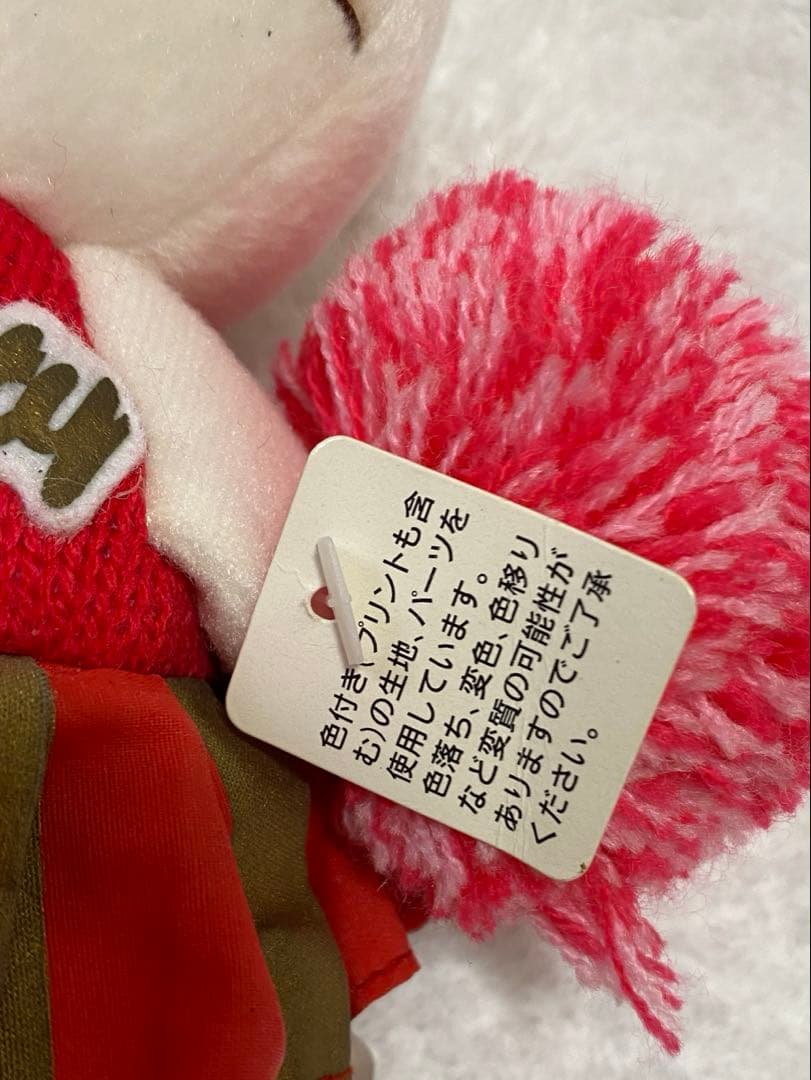 色付き(プリントも含
む)の生地、パーツを
使用しています。
色落ち、変色、色移り
など変質の可能性が
ありますのでご了承
ください。